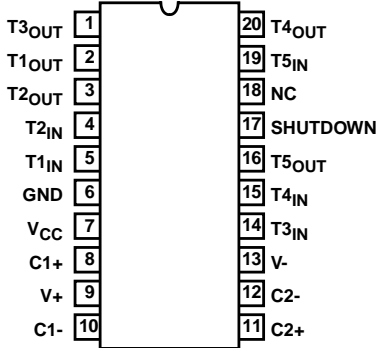 T3OUT 1 20 T4OUT
T1OUT 2 19 T5IN
T2OUT 3 18 NC
T2IN 4 17 SHUTDOWN
T1IN 5 16 T5OUT
GND 6 15 T4IN
VCC 7 14 T3IN
C1+ 8 13 V-
V+ 9 12 C2-
C1- 10 11 C2+